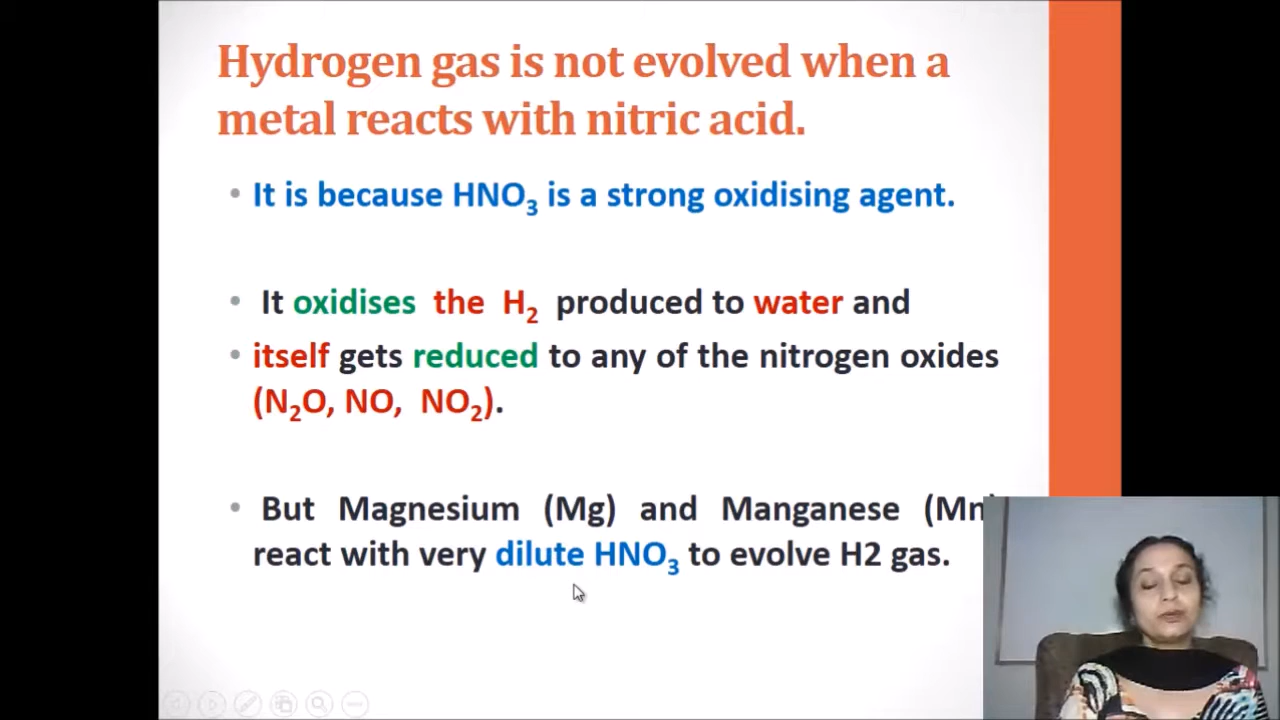 Hydrogen gas is not evolved when a
metal reacts with nitric acid.
• It is because HNO₃ is a strong oxidising agent.
• It oxidises the H₂ produced to water and
• itself gets reduced to any of the nitrogen oxides
(N₂O, NO, NO₂).
• But Magnesium (Mg) and Manganese (Mn)
react with very dilute HNO₃ to evolve H2 gas.